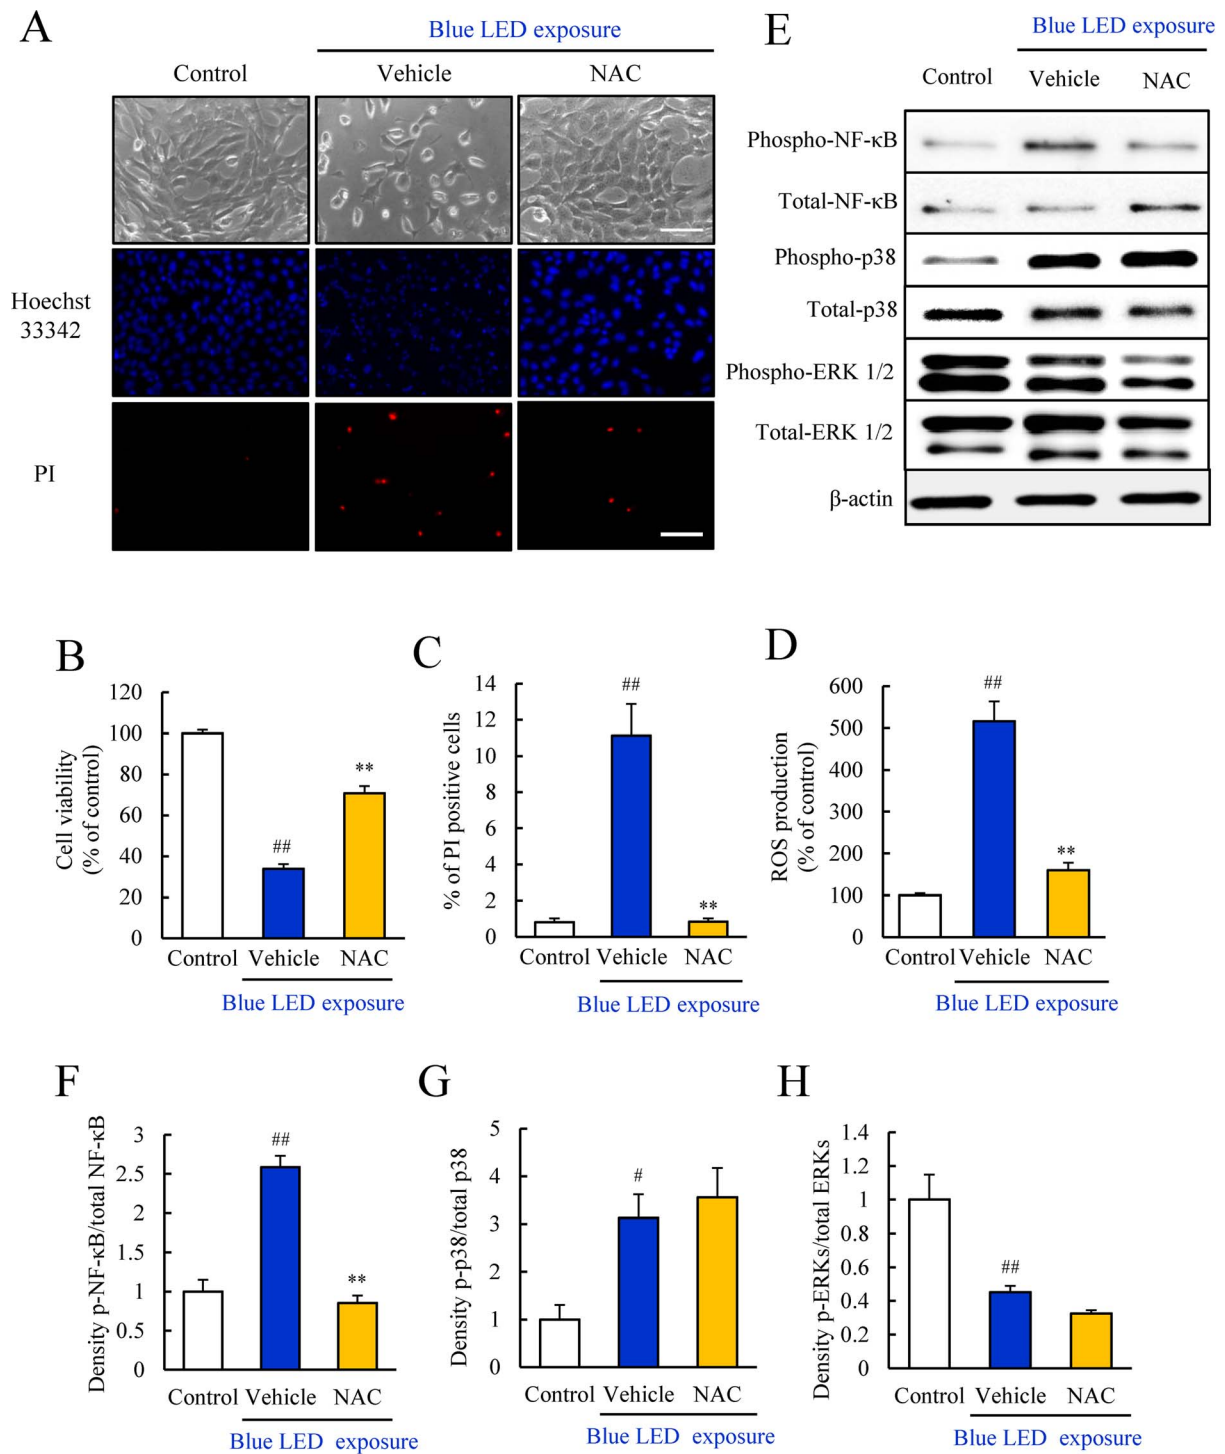 A
Blue LED exposure
Control
Vehicle
NAC
Hoechst
33342
PI
E
Blue LED exposure
Control
Vehicle
NAC
Phospho-NF-κB
Total-NF-κB
Phospho-p38
Total-p38
Phospho-ERK 1/2
Total-ERK 1/2
β-actin
B
Cell viability
(% of control)
120
100
80
60
40
20
0
##
**
Control
Vehicle
NAC
Blue LED exposure
C
% of PI positive cells
14
12
10
8
6
4
2
0
##
**
Control
Vehicle
NAC
Blue LED exposure
D
ROS production
(% of control)
600
500
400
300
200
100
0
##
**
Control
Vehicle
NAC
Blue LED exposure
F
Density p-NF-κB/total NF-κB
3
2.5
2
1.5
1
0.5
0
##
**
Control
Vehicle
NAC
Blue LED exposure
G
Density p-p38/total p38
5
4
3
2
1
0
#
Control
Vehicle
NAC
Blue LED exposure
H
Density p-ERKs/total ERKs
1.4
1.2
1
0.8
0.6
0.4
0.2
0
##
Control
Vehicle
NAC
Blue LED exposure